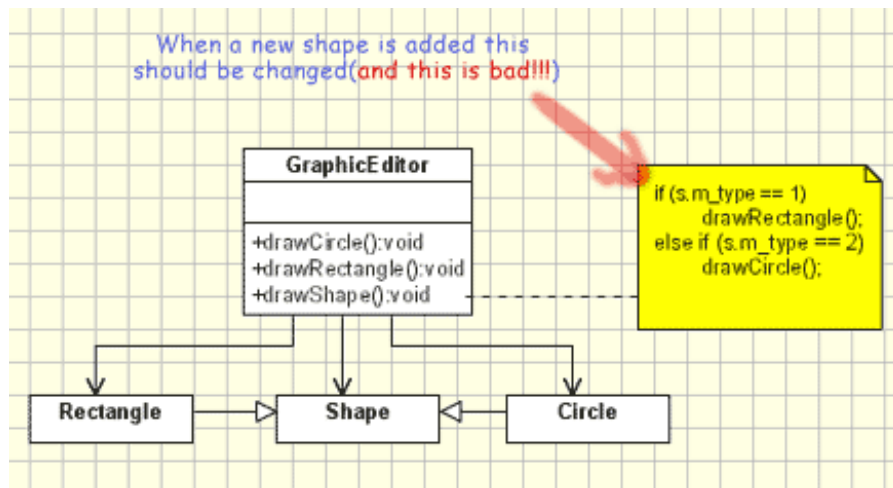 When a new shape is added this
should be changed(and this is bad!!!)
GraphicEditor
+drawCircle():void
+drawRectangle():void
+drawShape():void
if (s.m_type == 1)
drawRectangle();
else if (s.m_type == 2)
drawCircle();
Rectangle
Shape
Circle